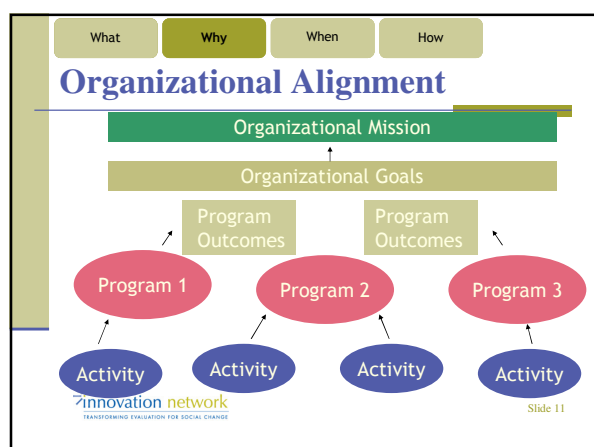 What Why When How
Organizational Alignment
Organizational Mission
Organizational Goals
Program Outcomes
Program Outcomes
Program 1
Program 2
Program 3
Activity
Activity
Activity
Activity
innovation network
TRANSFORMING EVALUATION FOR SOCIAL CHANGE
Slide 11